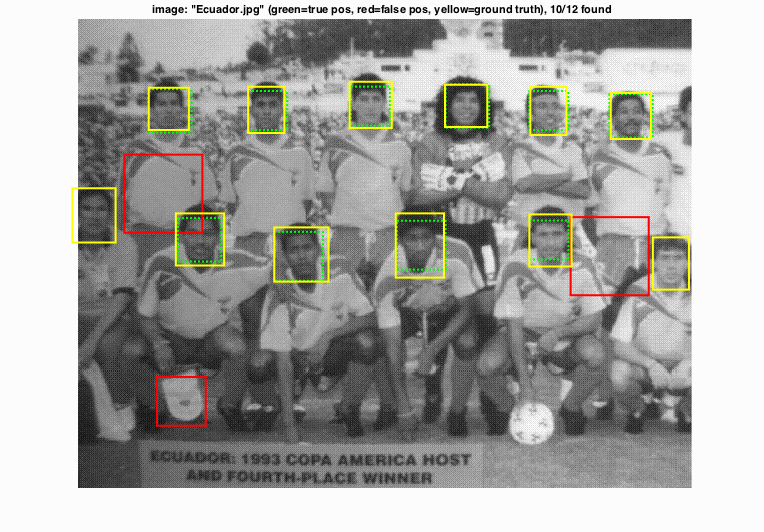 image: "Ecuador.jpg" (green=true pos, red=false pos, yellow=ground truth), 10/12 found
ECUADOR: 1993 COPA AMERICA HOST
AND FOURTH-PLACE WINNER